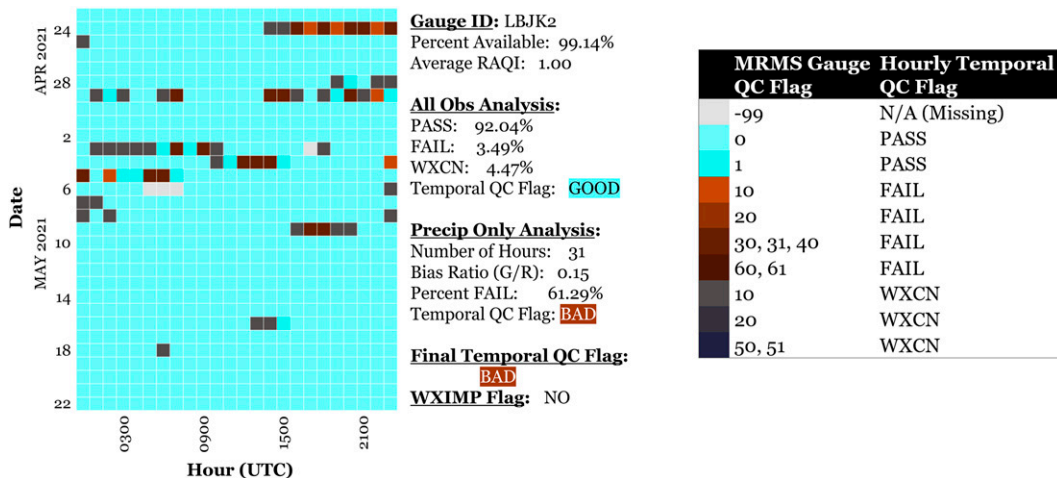 Date
APR 2021
MAY 2021
24
28
2
6
10
14
18
22
0300
0900
1500
2100
Hour (UTC)
Gauge ID: LBJK2
Percent Available: 99.14%
Average RAQI: 1.00
All Obs Analysis:
PASS: 92.04%
FAIL: 3.49%
WXCN: 4.47%
Temporal QC Flag: GOOD
Precip Only Analysis:
Number of Hours: 31
Bias Ratio (G/R): 0.15
Percent FAIL: 61.29%
Temporal QC Flag: BAD
Final Temporal QC Flag:
BAD
WXIMP Flag: NO
MRMS Gauge Hourly Temporal
QC Flag QC Flag
-99 N/A (Missing)
0 PASS
1 PASS
10 FAIL
20 FAIL
30, 31, 40 FAIL
60, 61 FAIL
10 WXCN
20 WXCN
50, 51 WXCN